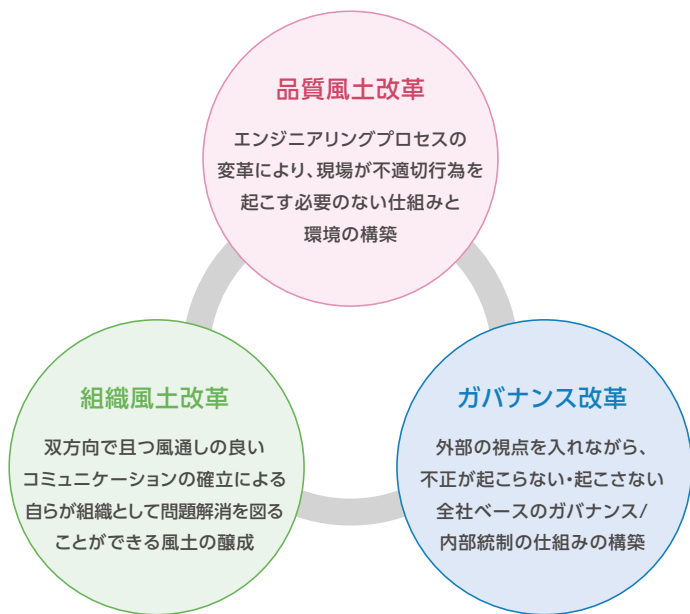 品質風土改革
エンジニアリングプロセスの
変革により、現場が不適切行為を
起こす必要のない仕組みと
環境の構築
組織風土改革
双方向で且つ風通しの良い
コミュニケーションの確立による
自らが組織として問題解消を図る
ことができる風土の醸成
ガバナンス改革
外部の視点を入れながら、
不正が起こらない・起こさない
全社ベースのガバナンス/
内部統制の仕組みの構築